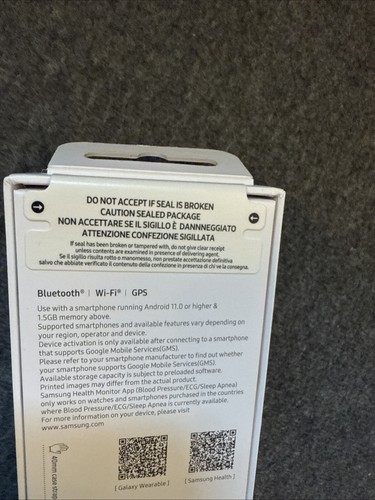 DO NOT ACCEPT IF SEAL IS BROKEN
CAUTION SEALED PACKAGE
NON ACCETTARE SE IL SIGILLO È DANNNEGGIATO
ATTENZIONE CONFEZIONE SIGILLATA
If seal has been broken or tampered with, do not give clear receipt
unless contents are examined in presence of delivering agent.
Se il sigillo risulta rotto o manomesso, non prestate accettazione definitiva
salvo che abbiate verificato il contenuto della confezione in presenza di chi ve la consegna.
Bluetooth® | Wi-Fi® | GPS
Use with a smartphone running Android 11.0 or higher &
1.5GB memory above.
Supported smartphones and available features vary depending on
your region, operator and device.
Device activation is only available after connecting to a smartphone
that supports Google Mobile Services(GMS).
Please refer to your smartphone manufacturer to find out whether
your smartphone supports Google Mobile Services(GMS).
Available storage capacity is subject to preloaded software.
Printed images may differ from the actual product.
Samsung Health Monitor App (Blood Pressure/ECG/Sleep Apnea)
only works on watches and smartphones purchased in the countries
where Blood Pressure/ECG/Sleep Apnea is currently available.
For more information on your device, please visit
www.samsung.com
40mm case strap
[ Galaxy Wearable ]
[ Samsung Health ]